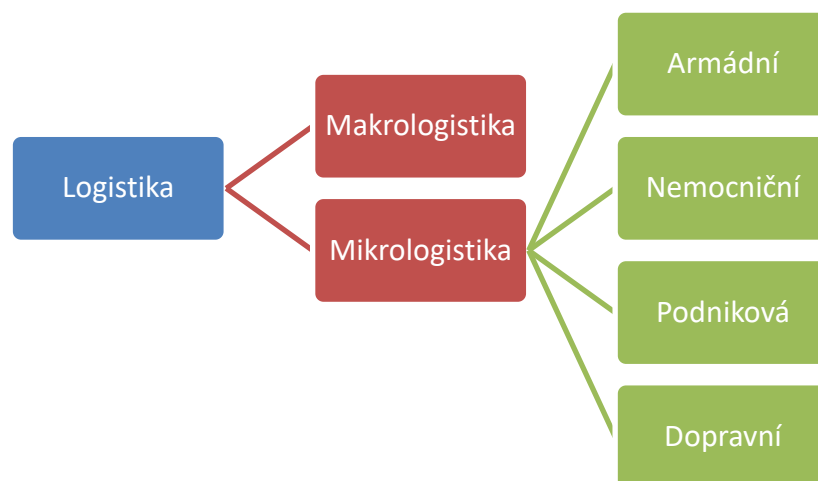 Logistika
Makrologistika
Mikrologistika
Armádní
Nemocniční
Podniková
Dopravní